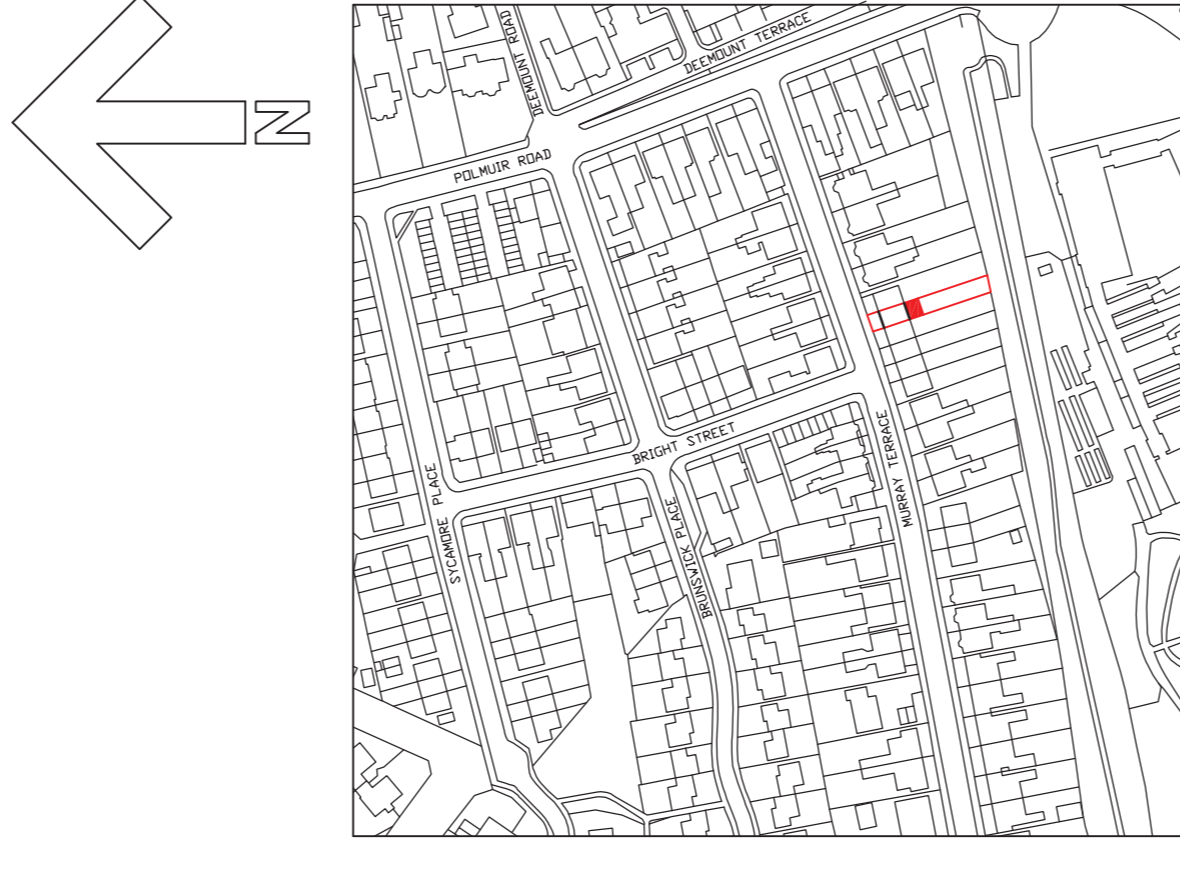 N
DEEMOUNT ROAD
DEEMOUNT TERRACE
POLMUIR ROAD
BRIGHT STREET
MURRAY TERRACE
SYCAMORE PLACE
BRUNSWICK PLACE